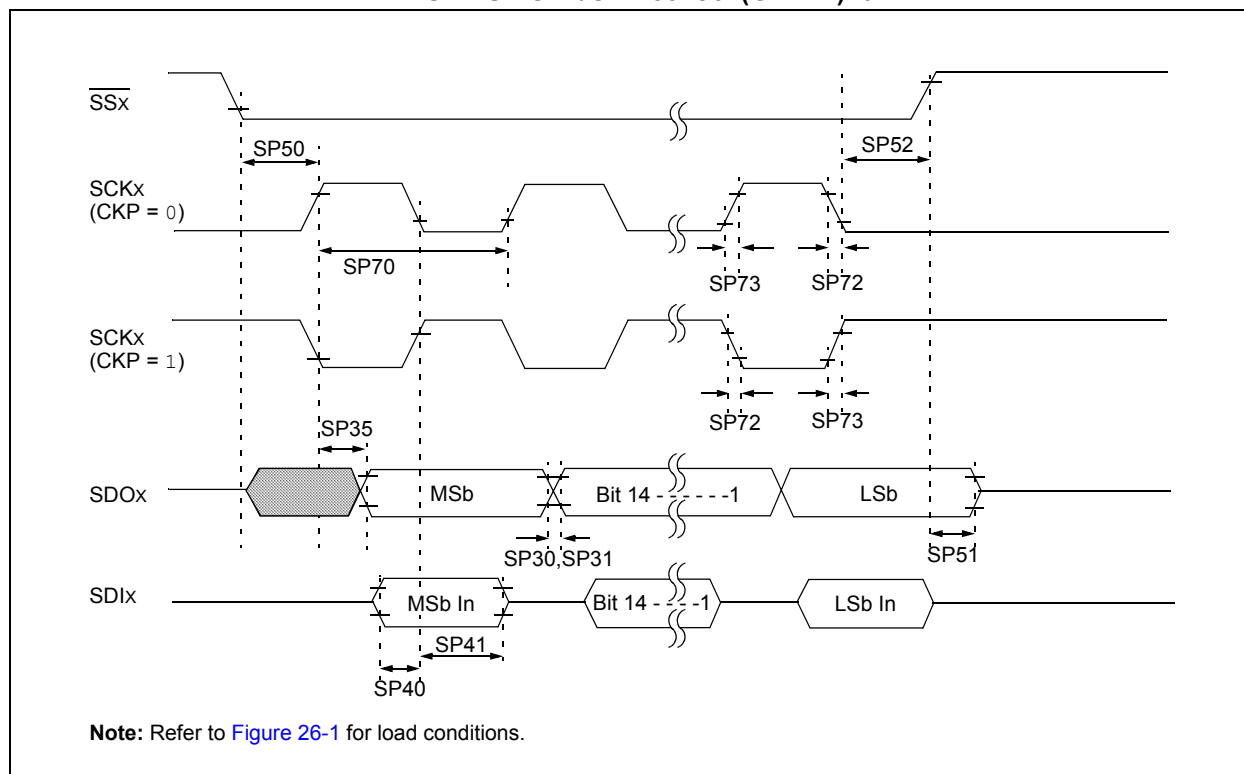 SSx
SP50
SP52
SCKx
(CKP = 0)
SP70
SP73
SP72
SCKx
(CKP = 1)
SP35
SP72
SP73
SDOx
MSb
Bit 14 - - - - - -1
LSb
SP30,SP31
SP51
SDIx
MSb In
Bit 14 - - - -1
LSb In
SP41
SP40
Note: Refer to Figure 26-1 for load conditions.